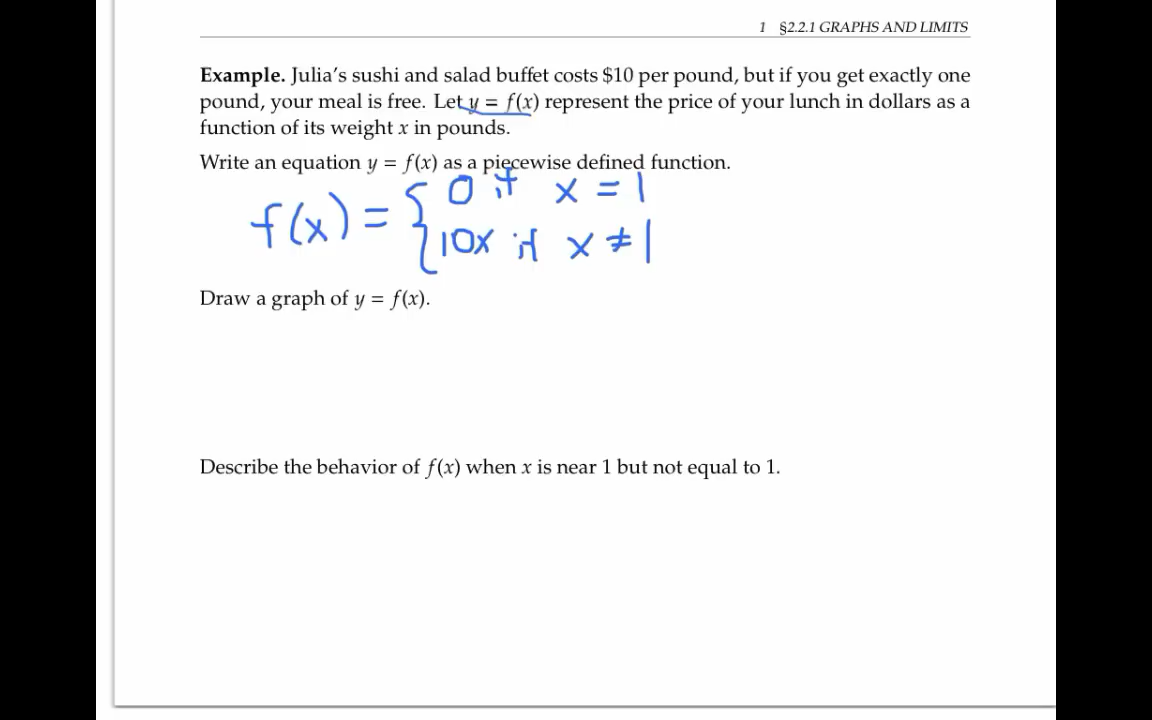 1 §2.2.1 GRAPHS AND LIMITS
Example. Julia's sushi and salad buffet costs $10 per pound, but if you get exactly one
pound, your meal is free. Let y = f(x) represent the price of your lunch in dollars as a
function of its weight x in pounds.
Write an equation y = f(x) as a piecewise defined function.
f(x) = { 0 if x = 1
10x if x ≠ 1
Draw a graph of y = f(x).
Describe the behavior of f(x) when x is near 1 but not equal to 1.